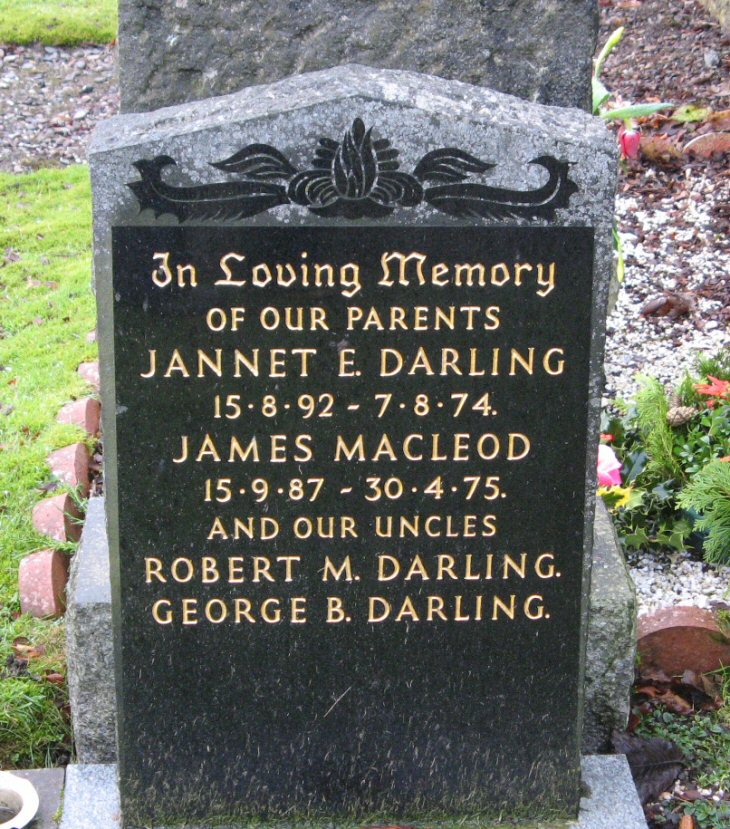 In Loving Memory
OF OUR PARENTS
JANNET E. DARLING
15·8·92 - 7·8·74.
JAMES MACLEOD
15·9·87 - 30·4·75.
AND OUR UNCLES
ROBERT M. DARLING.
GEORGE B. DARLING.